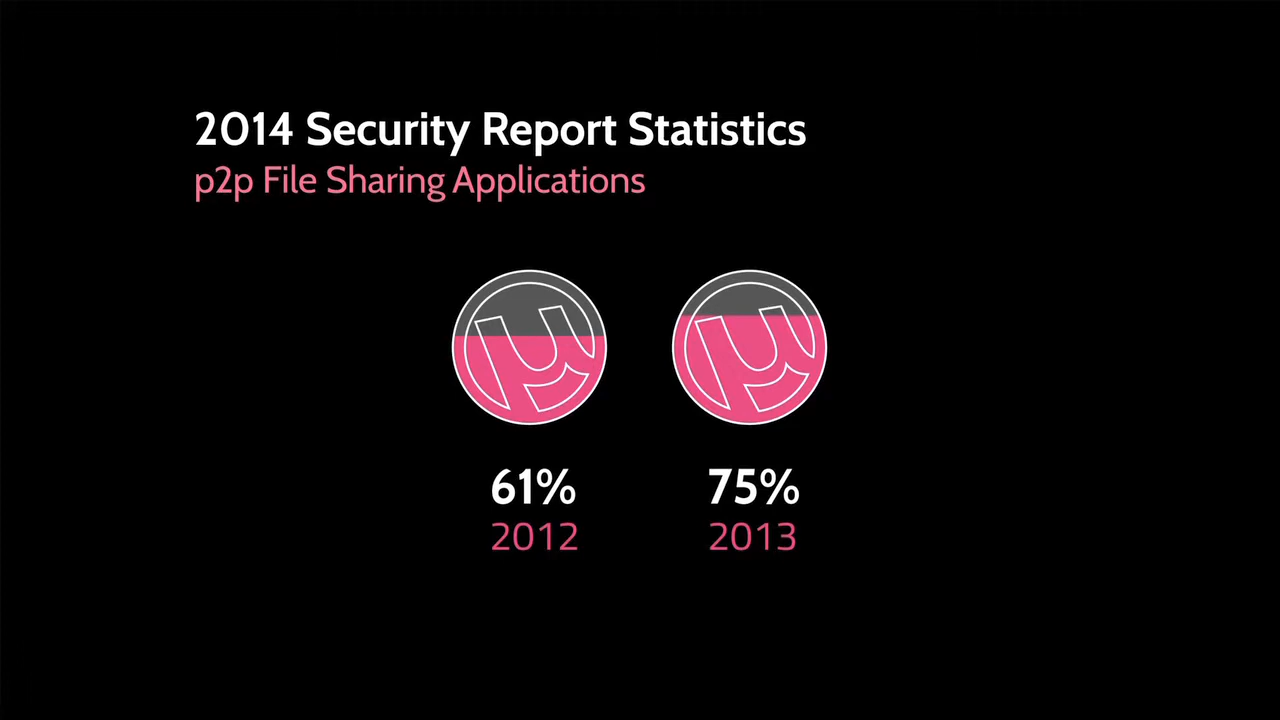 2014 Security Report Statistics
p2p File Sharing Applications
61% 75%
2012 2013